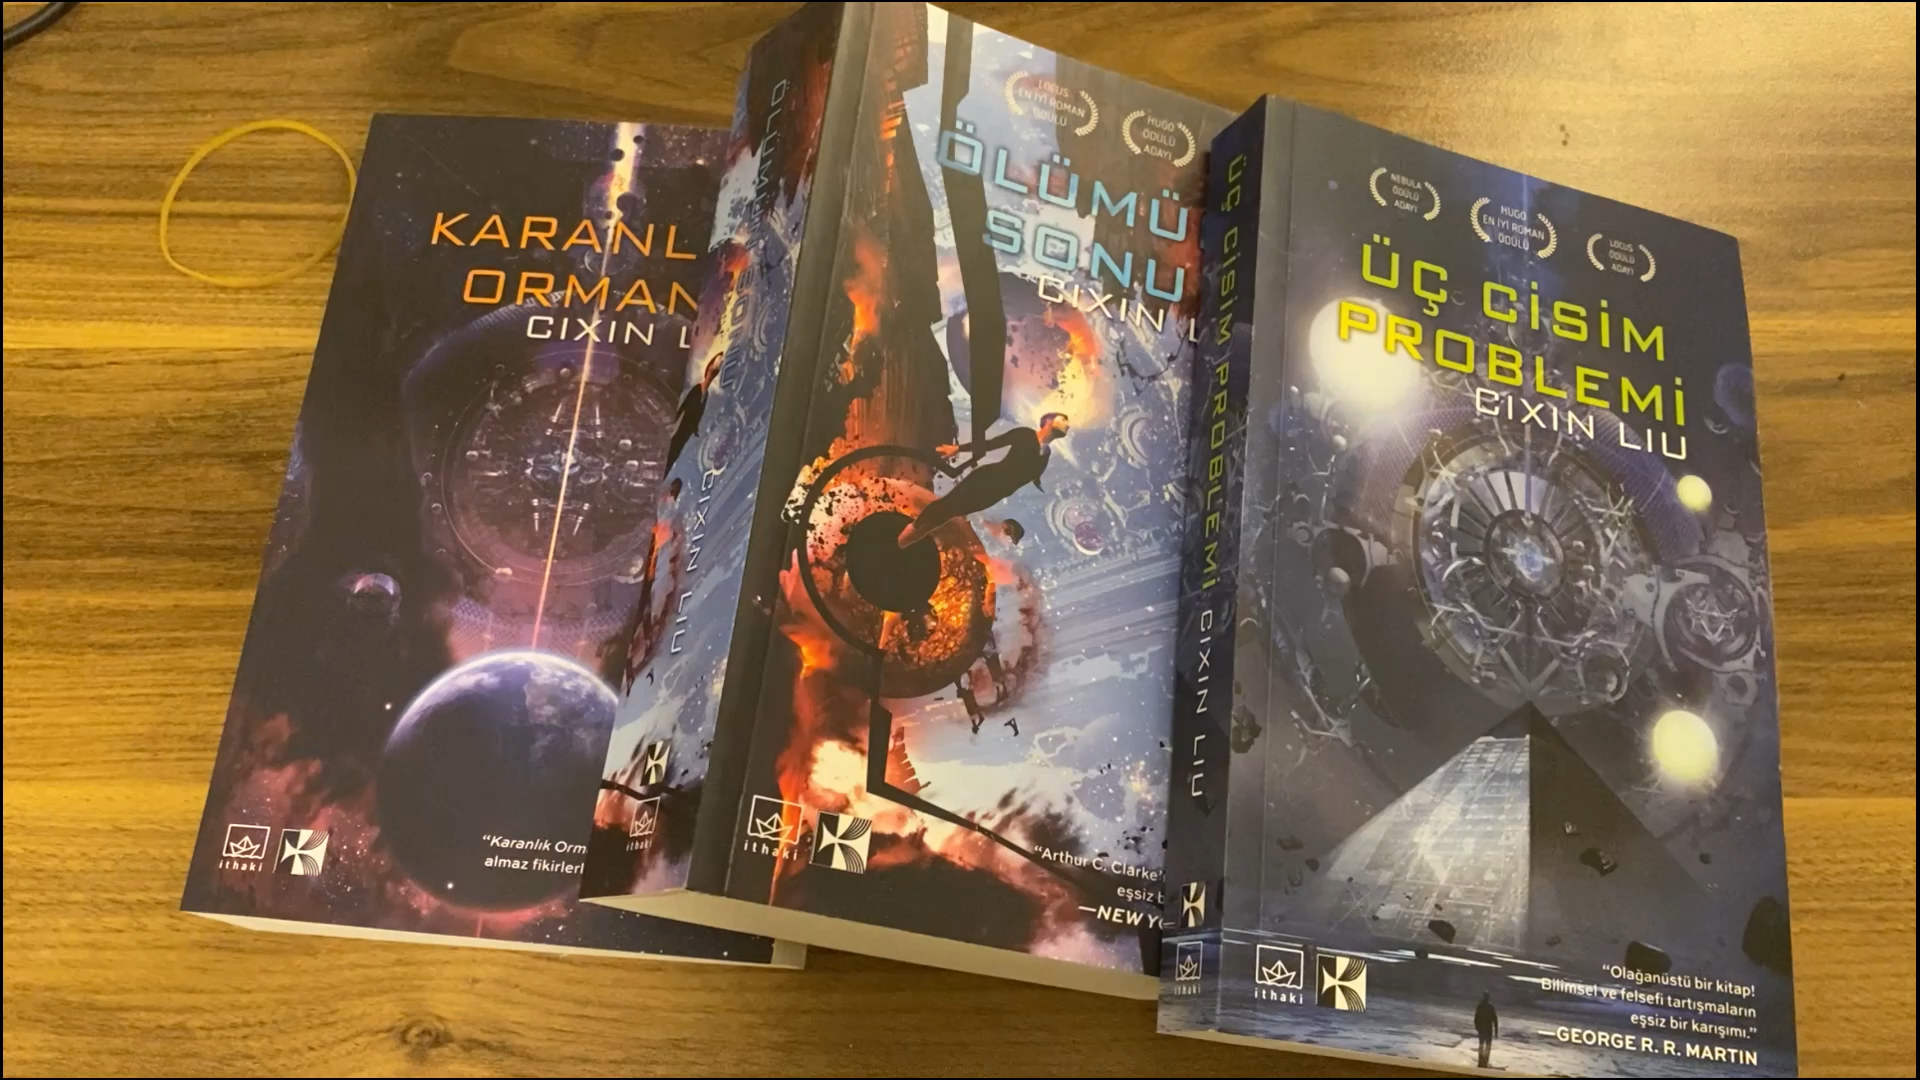 KARANL
ORMAN
CIXIN L
ithaki
"Karanlık Orm
almaz fikirlerl
CIXIN LIU
ithaki
LOCUS
EN İYİ ROMAN
ÖDÜLÜ
HUGO
ÖDÜLÜ
ADAYI
ÖLÜMÜ
SONU
CIXIN L
ithaki
"Arthur C. Clarke'
eşsiz b
—NEW YO
ÜÇ CİSİM PROBLEMİ CIXIN LIU
ithaki
NEBULA
ÖDÜLÜ
ADAYI
HUGO
EN İYİ ROMAN
ÖDÜLÜ
LOCUS
ÖDÜLÜ
ADAYI
ÜÇ CİSİM
PROBLEMİ
CIXIN LIU
ithaki
"Olağanüstü bir kitap!
Bilimsel ve felsefi tartışmaların
eşsiz bir karışımı."
—GEORGE R. R. MARTIN